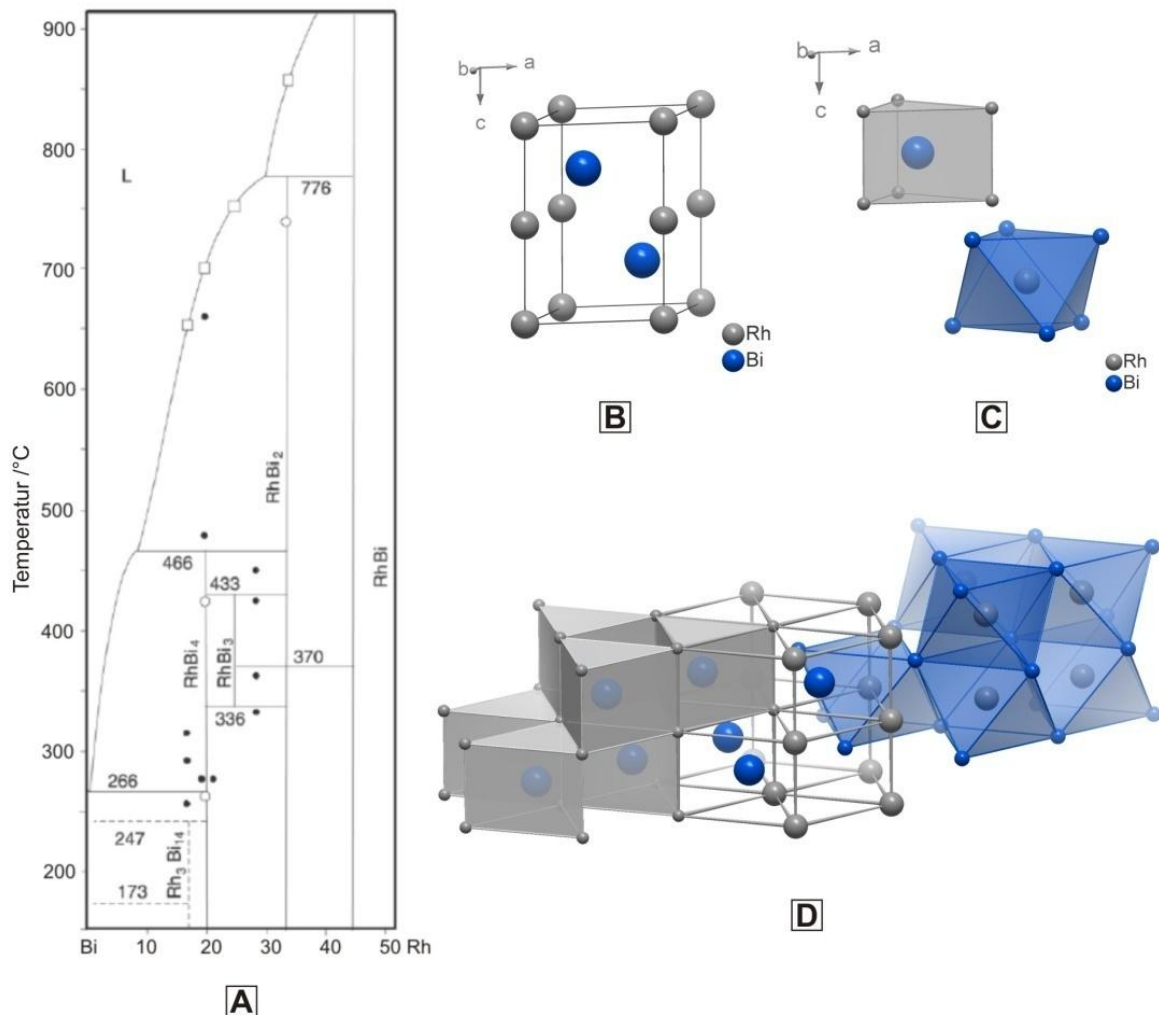 900
800
700
600
500
400
300
200
Temperatur /°C
L
776
RhBi2
466
433
RhBi4
RhBi3
370
RhBi
336
266
247
Rh3Bi14
173
Bi
10
20
30
40
50
Rh
A
b
a
c
Rh
Bi
B
b
a
c
Rh
Bi
C
D